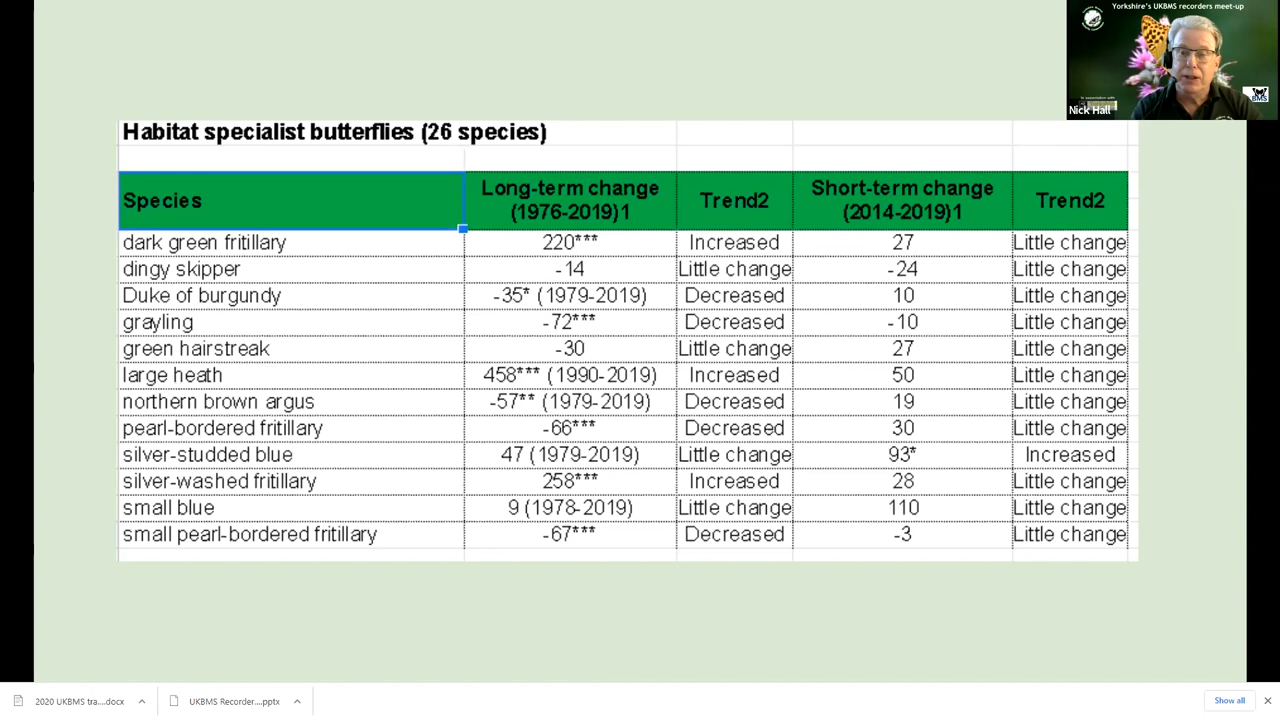 Yorkshire's UKBMS recorders meet-up
Nick Hall
BMS
Habitat specialist butterflies (26 species)
Species Long-term change (1976-2019)1 Trend2 Short-term change (2014-2019)1 Trend2
dark green fritillary 220*** Increased 27 Little change
dingy skipper -14 Little change -24 Little change
Duke of burgundy -35* (1979-2019) Decreased 10 Little change
grayling -72*** Decreased -10 Little change
green hairstreak -30 Little change 27 Little change
large heath 458*** (1990-2019) Increased 50 Little change
northern brown argus -57** (1979-2019) Decreased 19 Little change
pearl-bordered fritillary -66*** Decreased 30 Little change
silver-studded blue 47 (1979-2019) Little change 93* Increased
silver-washed fritillary 258*** Increased 28 Little change
small blue 9 (1978-2019) Little change 110 Little change
small pearl-bordered fritillary -67*** Decreased -3 Little change
2020 UKBMS tra....docx UKBMS Recorder....pptx Show all